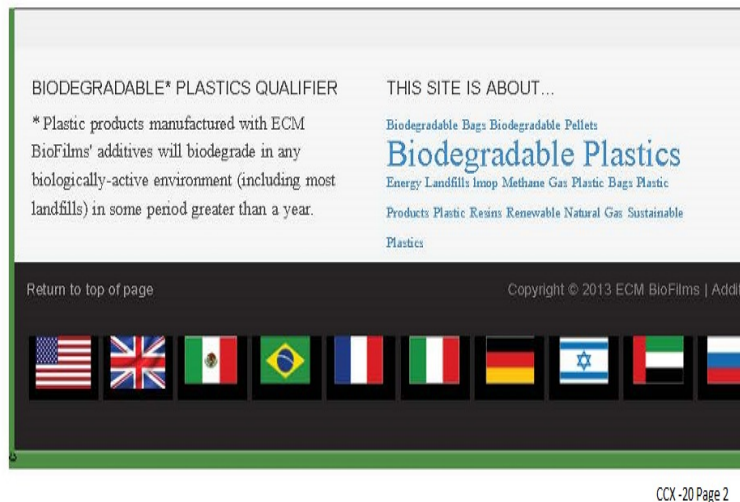 BIODEGRADABLE* PLASTICS QUALIFIER
* Plastic products manufactured with ECM
BioFilms' additives will biodegrade in any
biologically-active environment (including most
landfills) in some period greater than a year.
THIS SITE IS ABOUT...
Biodegradable Bags Biodegradable Pellets
Biodegradable Plastics
Energy Landfills lmop Methane Gas Plastic Bags Plastic
Products Plastic Resins Renewable Natural Gas Sustainable
Plastics
Return to top of page
Copyright © 2013 ECM BioFilms | Addit
CCX -20 Page 2